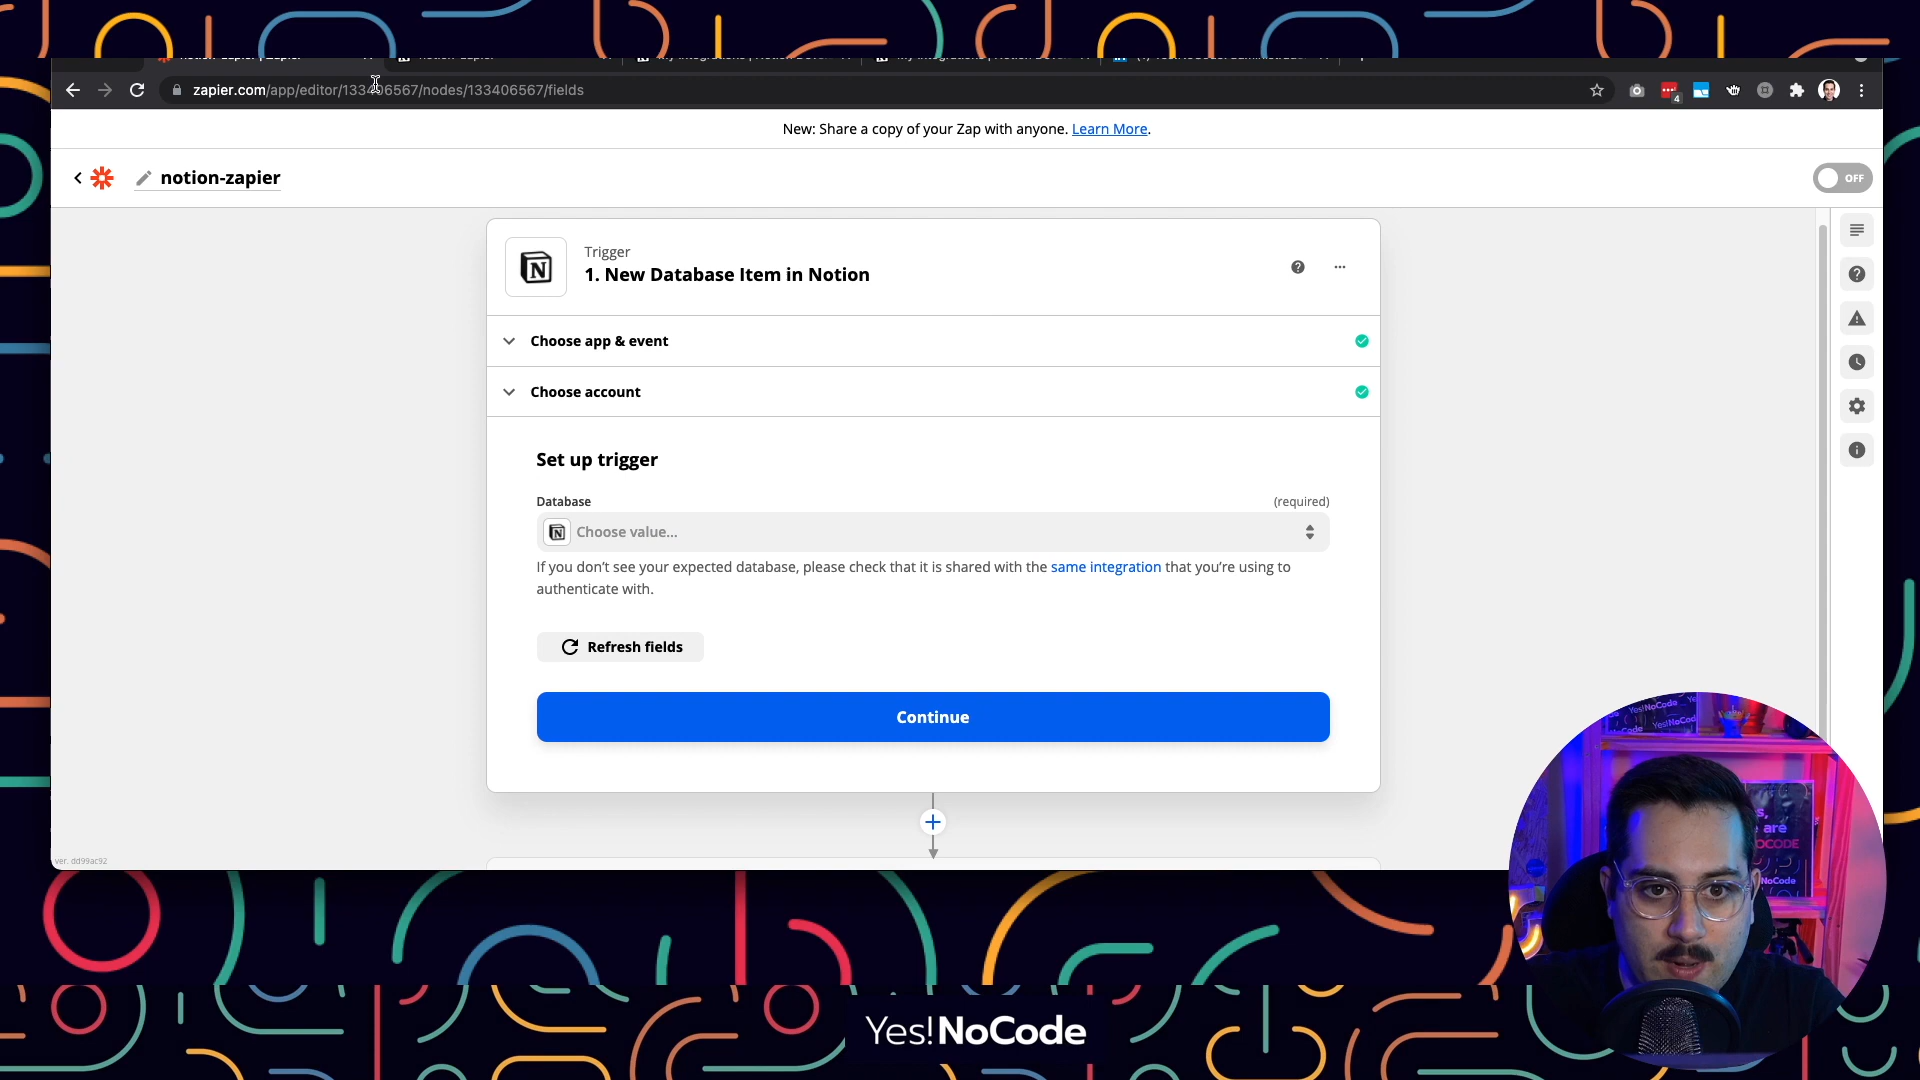 zapier.com/app/editor/133406567/nodes/133406567/fields
4
New: Share a copy of your Zap with anyone. Learn More.
notion-zapier
OFF
Trigger
1. New Database Item in Notion
Choose app & event
Choose account
Set up trigger
Database
(required)
Choose value...
If you don't see your expected database, please check that it is shared with the same integration that you're using to
authenticate with.
Refresh fields
Continue
ver. dd99ac92
Yes!NoCode